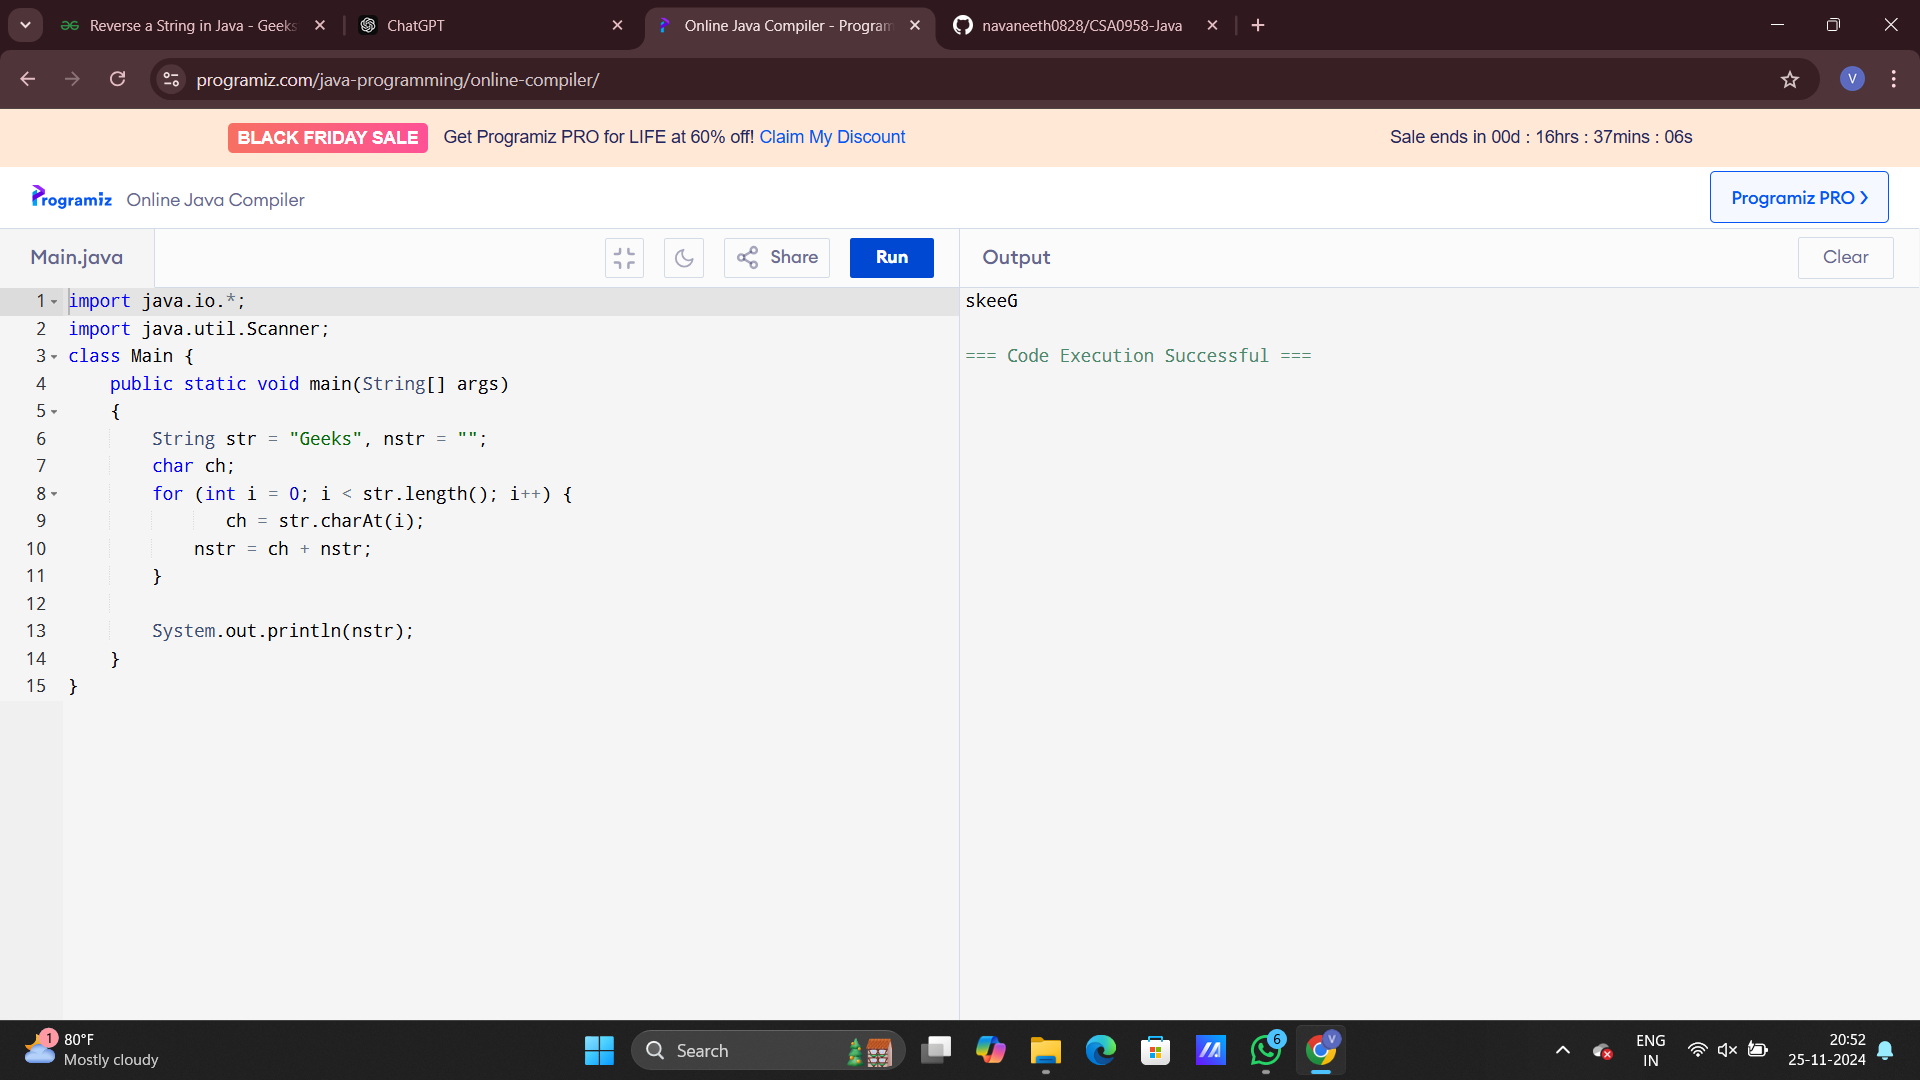 Reverse a String in Java - Geeks
ChatGPT
Online Java Compiler - Program
navaneeth0828/CSA0958-Java
programiz.com/java-programming/online-compiler/
V
BLACK FRIDAY SALE Get Programiz PRO for LIFE at 60% off! Claim My Discount
Sale ends in 00d : 16hrs : 37mins : 06s
Programiz Online Java Compiler
Programiz PRO
Main.java
Share
Run
Output
Clear
1 import java.io.*;
2 import java.util.Scanner;
3 class Main {
4 public static void main(String[] args)
5 {
6 String str = "Geeks", nstr = "";
7 char ch;
8 for (int i = 0; i < str.length(); i++) {
9 ch = str.charAt(i);
10 nstr = ch + nstr;
11 }
12
13 System.out.println(nstr);
14 }
15 }
skeeG
=== Code Execution Successful ===
1
80°F
Mostly cloudy
Search
6
V
ENG
IN
20:52
25-11-2024